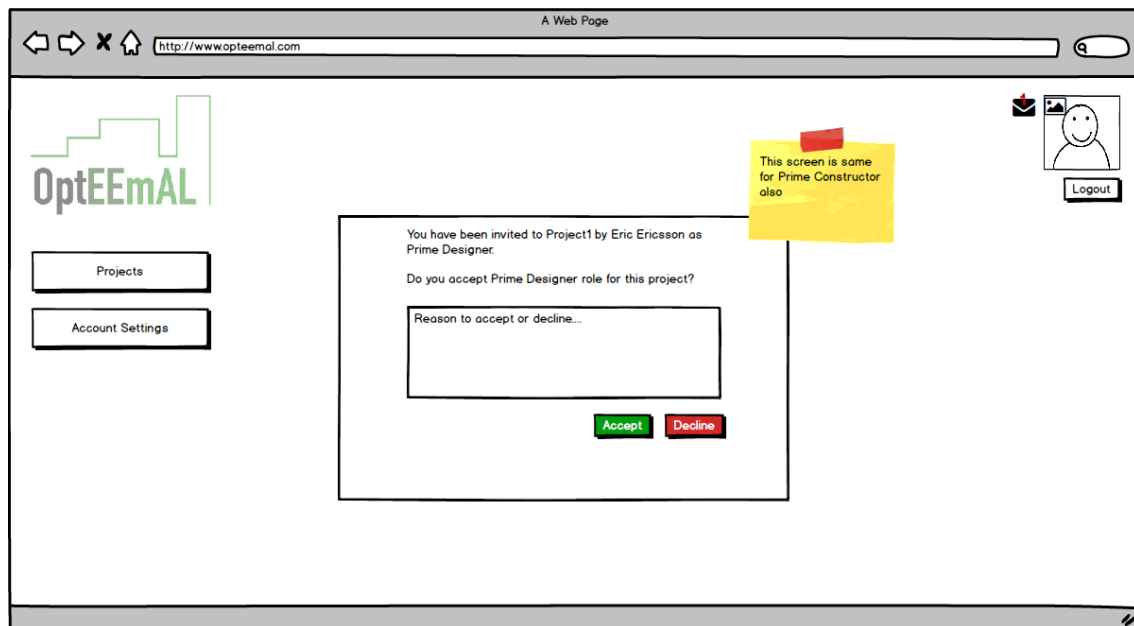 A Web Page
http://www.opteemal.com
1
OptEEmAL
This screen is same
for Prime Constructor
also
Logout
You have been invited to Project1 by Eric Ericsson as
Prime Designer.
Do you accept Prime Designer role for this project?
Projects
Account Settings
Reason to accept or decline....
Accept
Decline